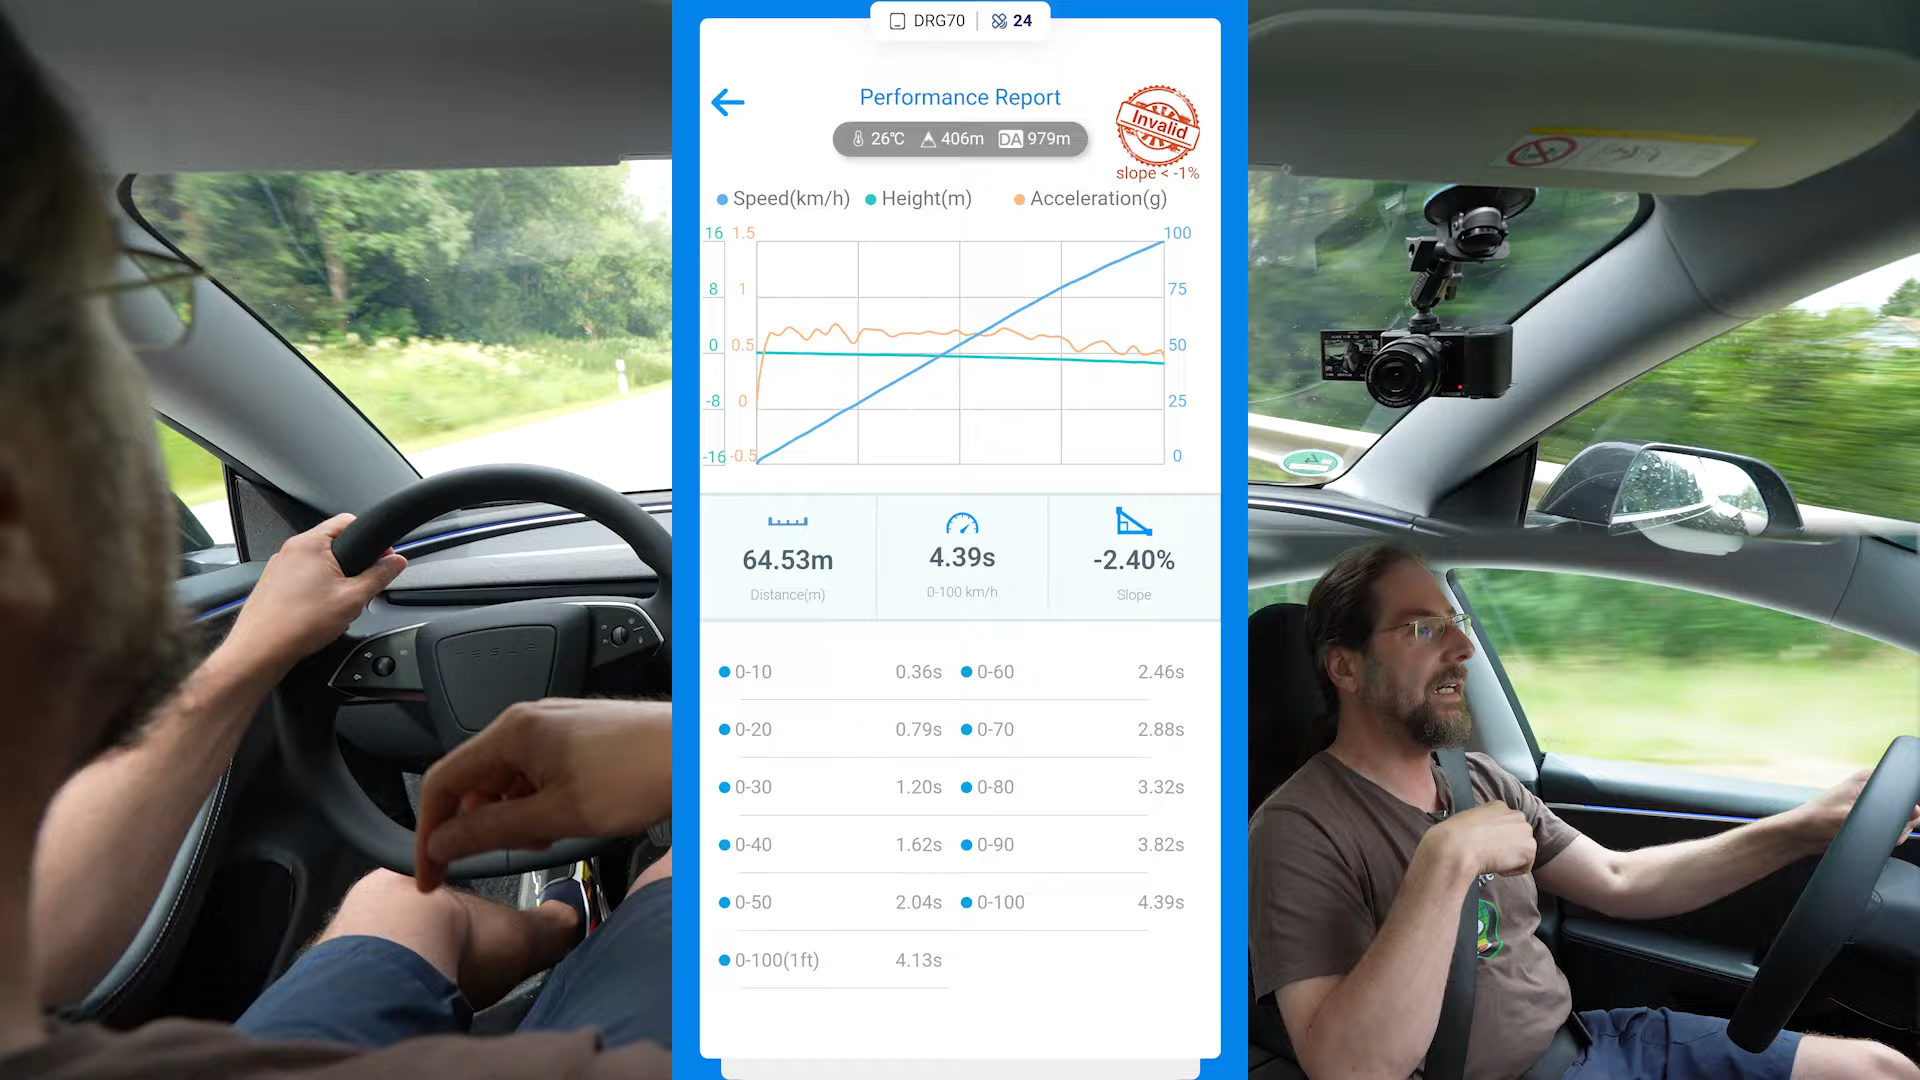 DRG70 24
Performance Report
26℃ 406m DA 979m
Invalid
slope < -1%
Speed(km/h) Height(m) Acceleration(g)
16 1.5 100
8 1 75
0 0.5 50
-8 0 25
-16 -0.5 0
64.53m 4.39s -2.40%
Distance(m) 0-100 km/h Slope
0-10 0.36s 0-60 2.46s
0-20 0.79s 0-70 2.88s
0-30 1.20s 0-80 3.32s
0-40 1.62s 0-90 3.82s
0-50 2.04s 0-100 4.39s
0-100(1ft) 4.13s
TESLA